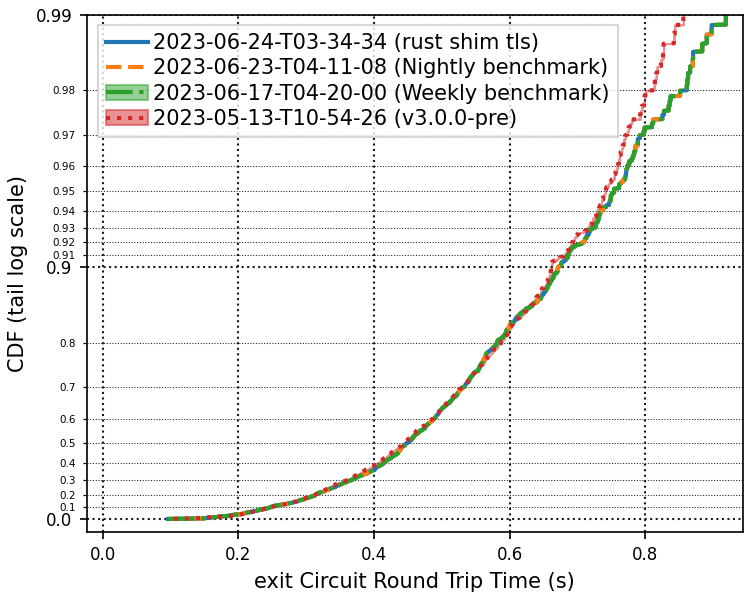 0.99
2023-06-24-T03-34-34 (rust shim tls)
2023-06-23-T04-11-08 (Nightly benchmark)
2023-06-17-T04-20-00 (Weekly benchmark)
2023-05-13-T10-54-26 (v3.0.0-pre)
0.98
0.97
0.96
0.95
0.94
0.93
0.92
0.91
0.9
0.8
0.7
0.6
0.5
0.4
0.3
0.2
0.1
0.0
CDF (tail log scale)
0.0 0.2 0.4 0.6 0.8
exit Circuit Round Trip Time (s)